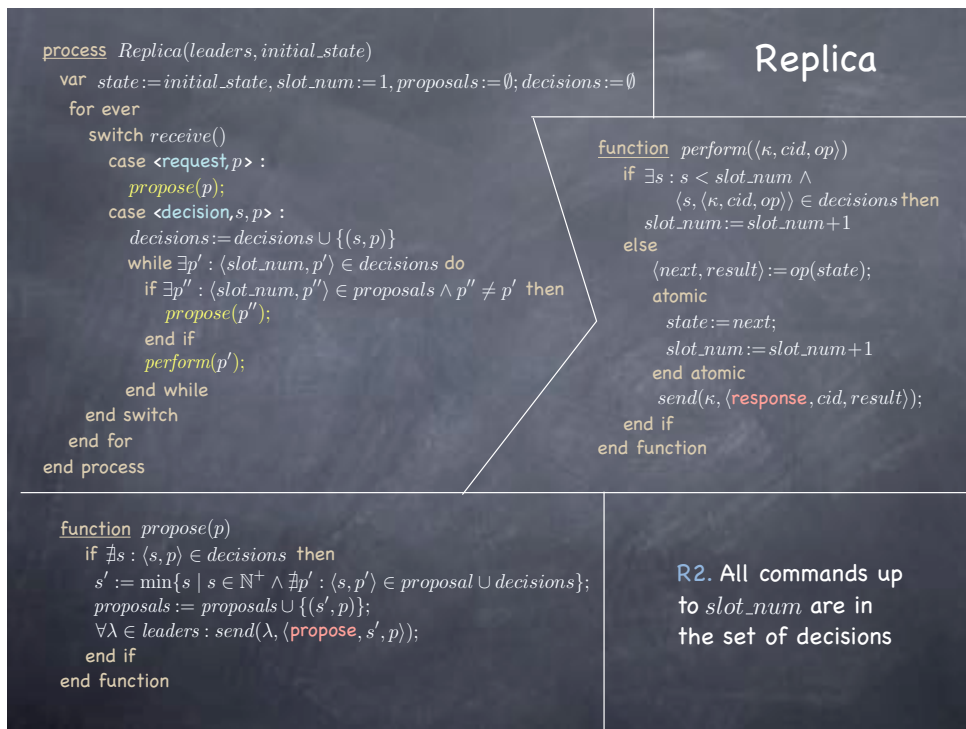 Replica
process Replica(leaders, initial_state)
var state := initial_state, slot_num := 1, proposals := ∅; decisions := ∅
for ever
switch receive()
case <request, p> :
propose(p);
case <decision, s, p> :
decisions := decisions ∪ {(s, p)}
while ∃p′ : ⟨slot_num, p′⟩ ∈ decisions do
if ∃p″ : ⟨slot_num, p″⟩ ∈ proposals ∧ p″ ≠ p′ then
propose(p″);
end if
perform(p′);
end while
end switch
end for
end process
function perform(⟨κ, cid, op⟩)
if ∃s : s < slot_num ∧
⟨s, ⟨κ, cid, op⟩⟩ ∈ decisions then
slot_num := slot_num+1
else
⟨next, result⟩ := op(state);
atomic
state := next;
slot_num := slot_num+1
end atomic
send(κ, ⟨response, cid, result⟩);
end if
end function
function propose(p)
if ∄s : ⟨s, p⟩ ∈ decisions then
s′ := min{s | s ∈ ℕ⁺ ∧ ∄p′ : ⟨s, p′⟩ ∈ proposal ∪ decisions};
proposals := proposals ∪ {(s′, p)};
∀λ ∈ leaders : send(λ, ⟨propose, s′, p⟩);
end if
end function
R2. All commands up
to slot_num are in
the set of decisions